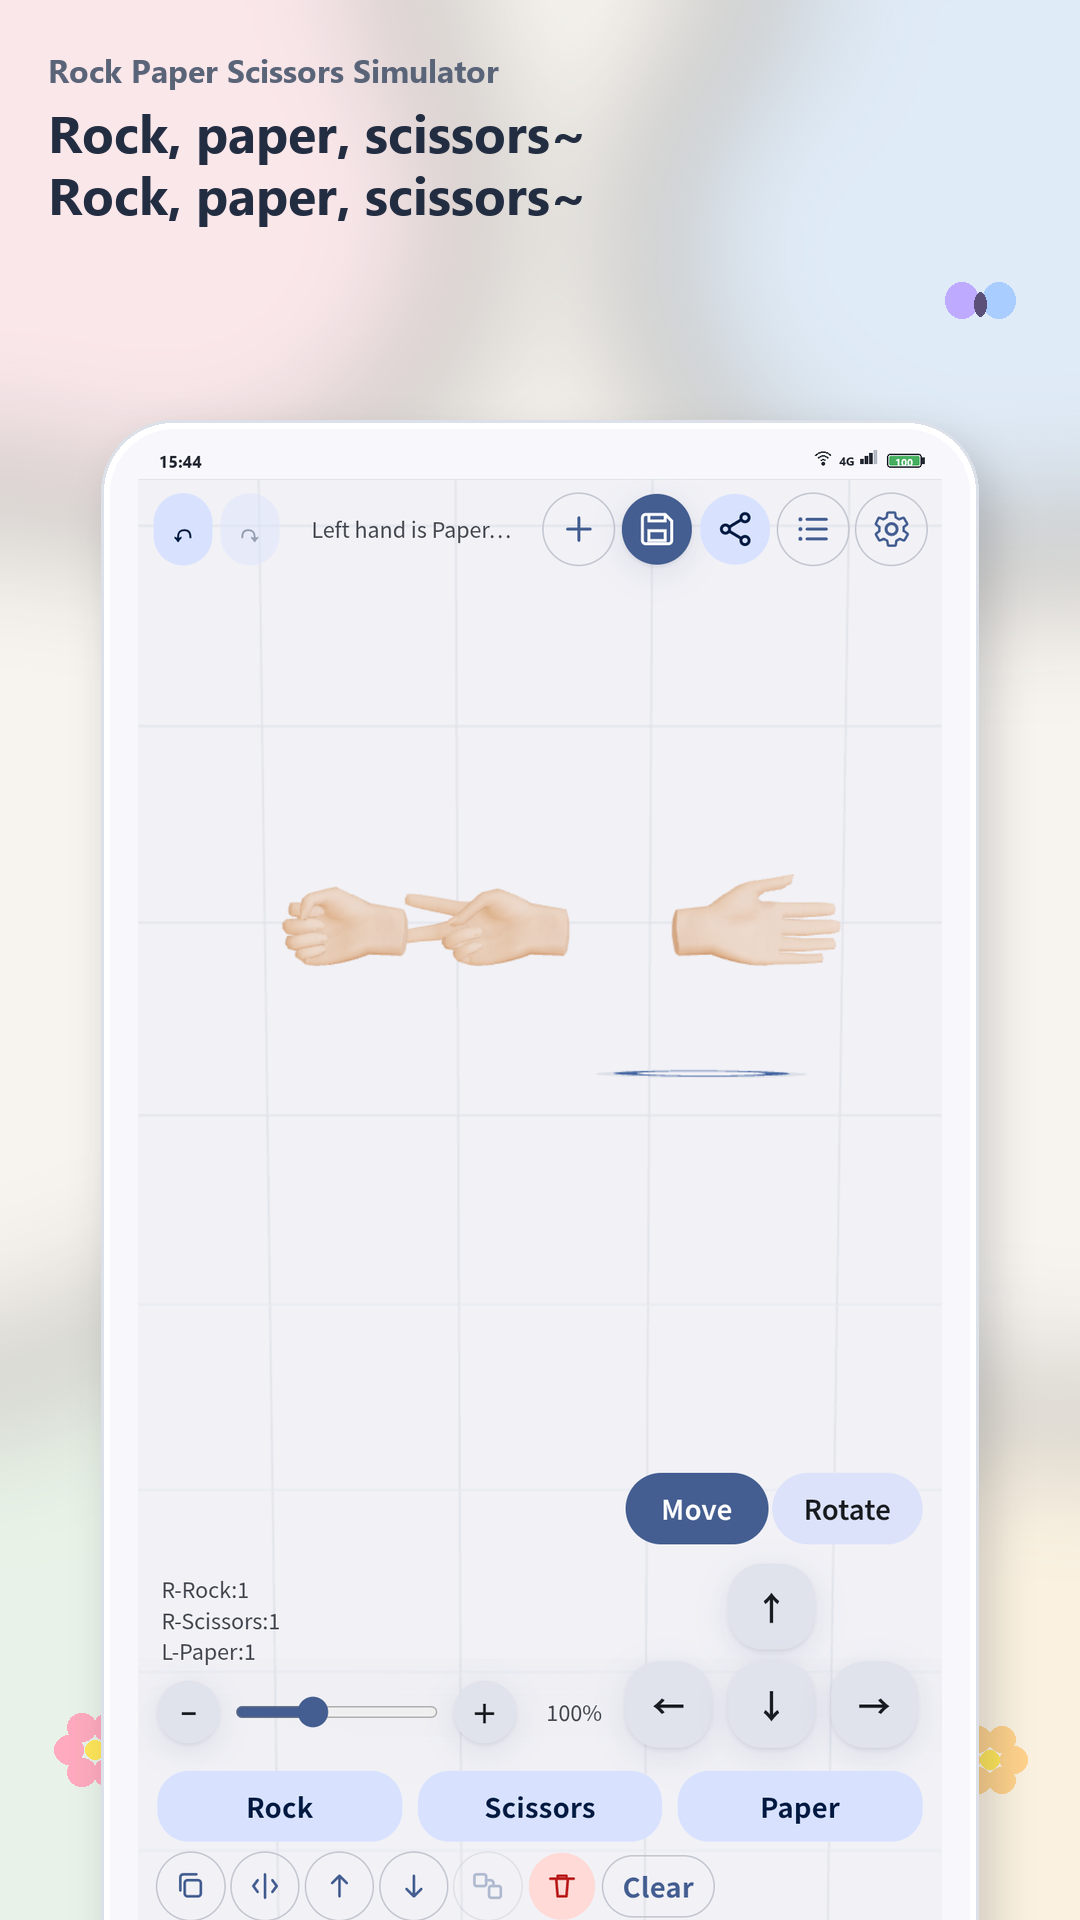 Rock Paper Scissors Simulator
Rock, paper, scissors~
Rock, paper, scissors~
15:44
4G
100
Left hand is Paper...
Move
Rotate
R-Rock:1
R-Scissors:1
L-Paper:1
100%
Rock
Scissors
Paper
Clear